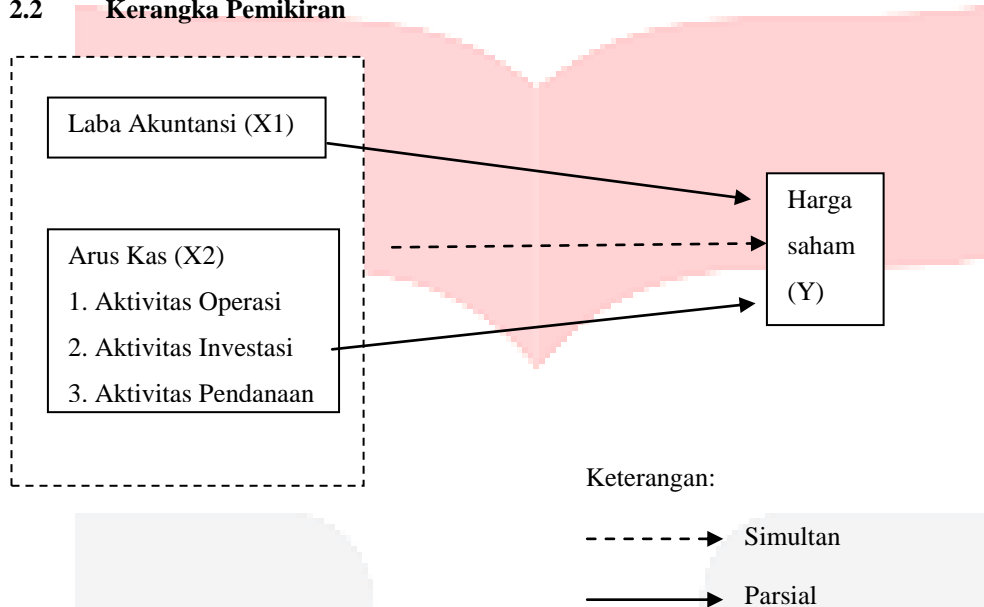 2.2 Kerangka Pemikiran
Laba Akuntansi (X1)
Arus Kas (X2)
1. Aktivitas Operasi
2. Aktivitas Investasi
3. Aktivitas Pendanaan
Harga
saham
(Y)
Keterangan:
Simultan
Parsial